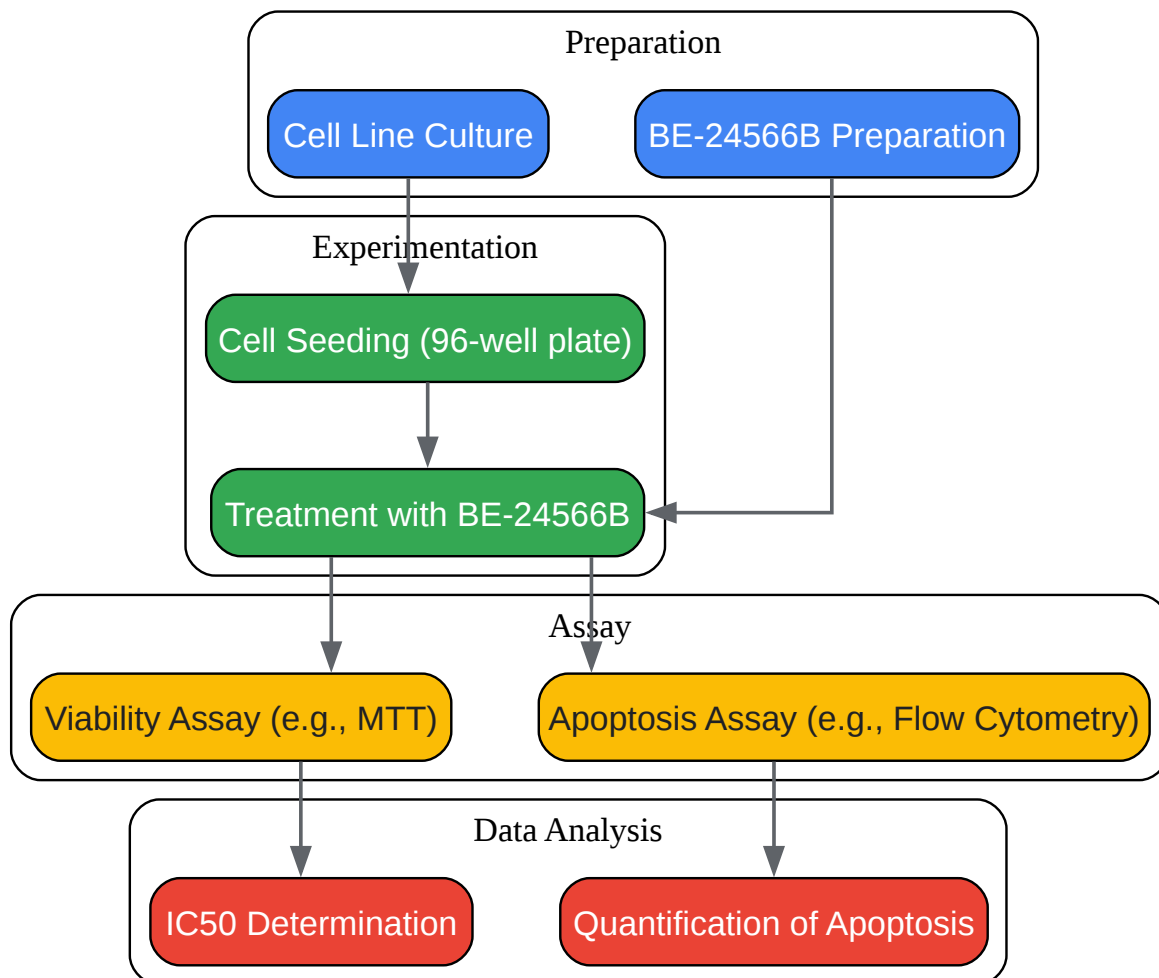 Preparation
Cell Line Culture
BE-24566B Preparation
Experimentation
Cell Seeding (96-well plate)
Treatment with BE-24566B
Assay
Viability Assay (e.g., MTT)
Apoptosis Assay (e.g., Flow Cytometry)
Data Analysis
IC50 Determination
Quantification of Apoptosis